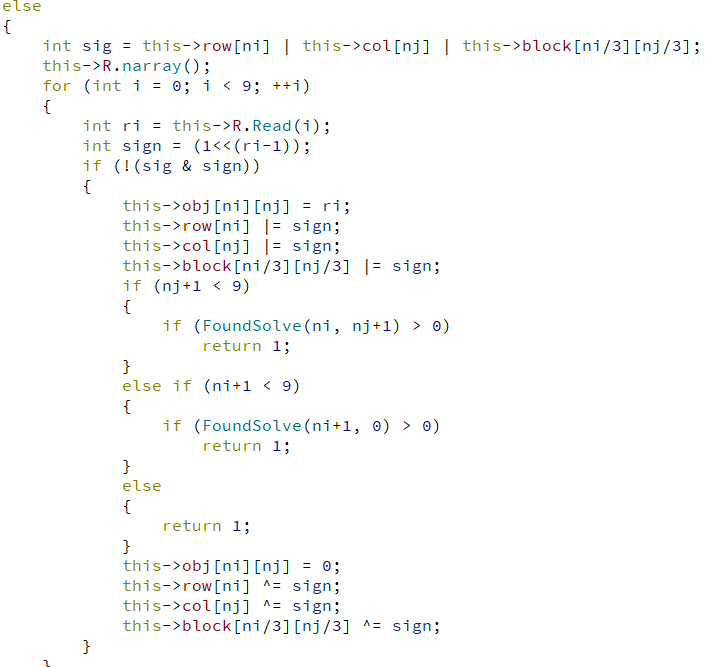 else
{
    int sig = this->row[ni] | this->col[nj] | this->block[ni/3][nj/3];
    this->R.narray();
    for (int i = 0; i < 9; ++i)
    {
        int ri = this->R.Read(i);
        int sign = (1<<(ri-1));
        if (!(sig & sign))
        {
            this->obj[ni][nj] = ri;
            this->row[ni] |= sign;
            this->col[nj] |= sign;
            this->block[ni/3][nj/3] |= sign;
            if (nj+1 < 9)
            {
                if (FoundSolve(ni, nj+1) > 0)
                    return 1;
            }
            else if (ni+1 < 9)
            {
                if (FoundSolve(ni+1, 0) > 0)
                    return 1;
            }
            else
            {
                return 1;
            }
            this->obj[ni][nj] = 0;
            this->row[ni] ^= sign;
            this->col[nj] ^= sign;
            this->block[ni/3][nj/3] ^= sign;
        }
    }